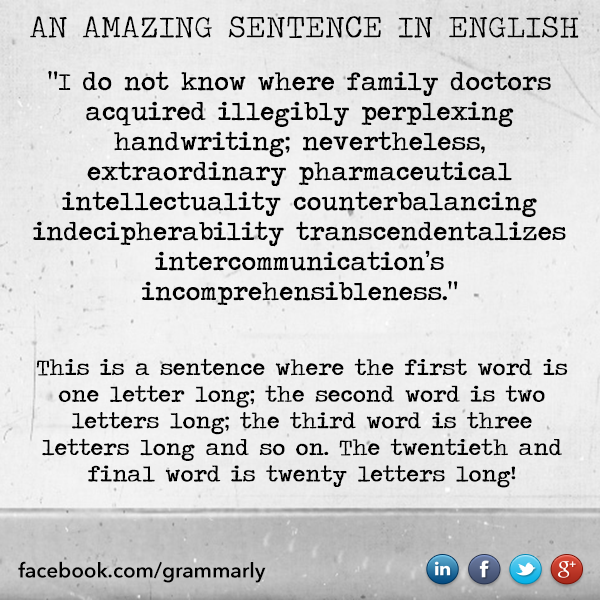 AN AMAZING SENTENCE IN ENGLISH
"I do not know where family doctors
acquired illegibly perplexing
handwriting; nevertheless,
extraordinary pharmaceutical
intellectuality counterbalancing
indecipherability transcendentalizes
intercommunication's
incomprehensibleness."
This is a sentence where the first word is
one letter long; the second word is two
letters long; the third word is three
letters long and so on. The twentieth and
final word is twenty letters long!
facebook.com/grammarly
in f g+